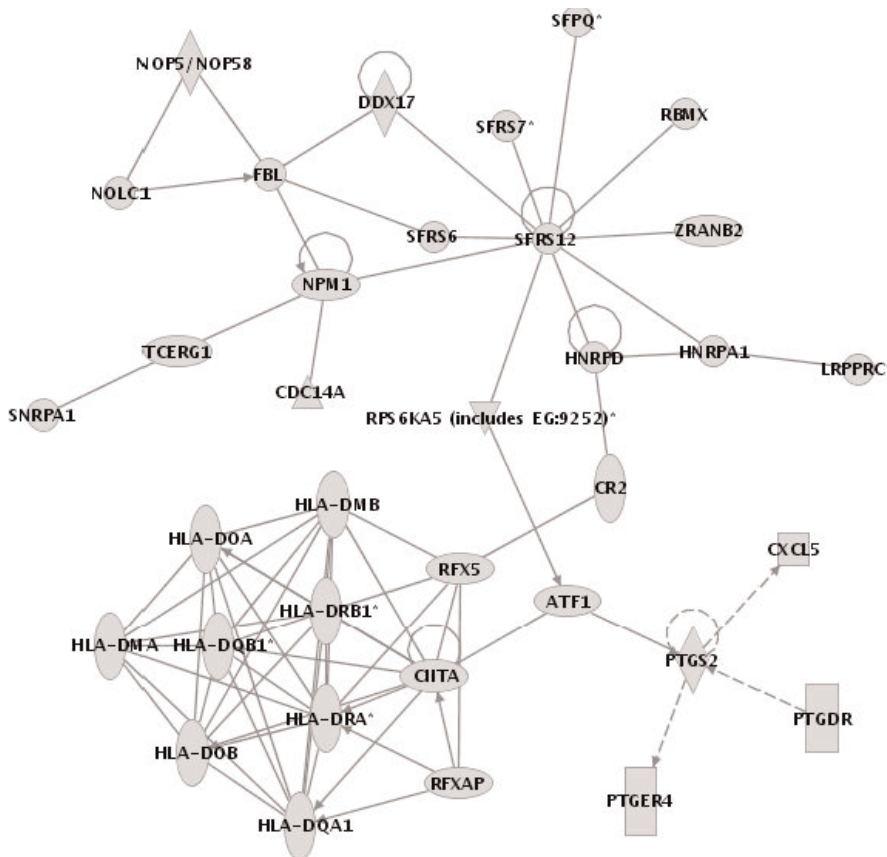 SFPQ*
NOP5/NOP58
DDX17
SFRS7*
RBMX
FBL
NOLC1
SFRS6
SFRS12
ZRANB2
NPM1
TCERG1
HNRPD
HNRPA1
LRPPRC
CDC14A
SNRPA1
RPS6KA5 (includes EG:9252)*
CR2
HLA-DMB
HLA-DOA
CXCL5
RFX5
ATF1
HLA-DRB1*
HLA-DMA
HLA-DQB1*
PTGS2
CIITA
HLA-DRA*
PTGDR
HLA-DOB
RFXAP
PTGER4
HLA-DQA1